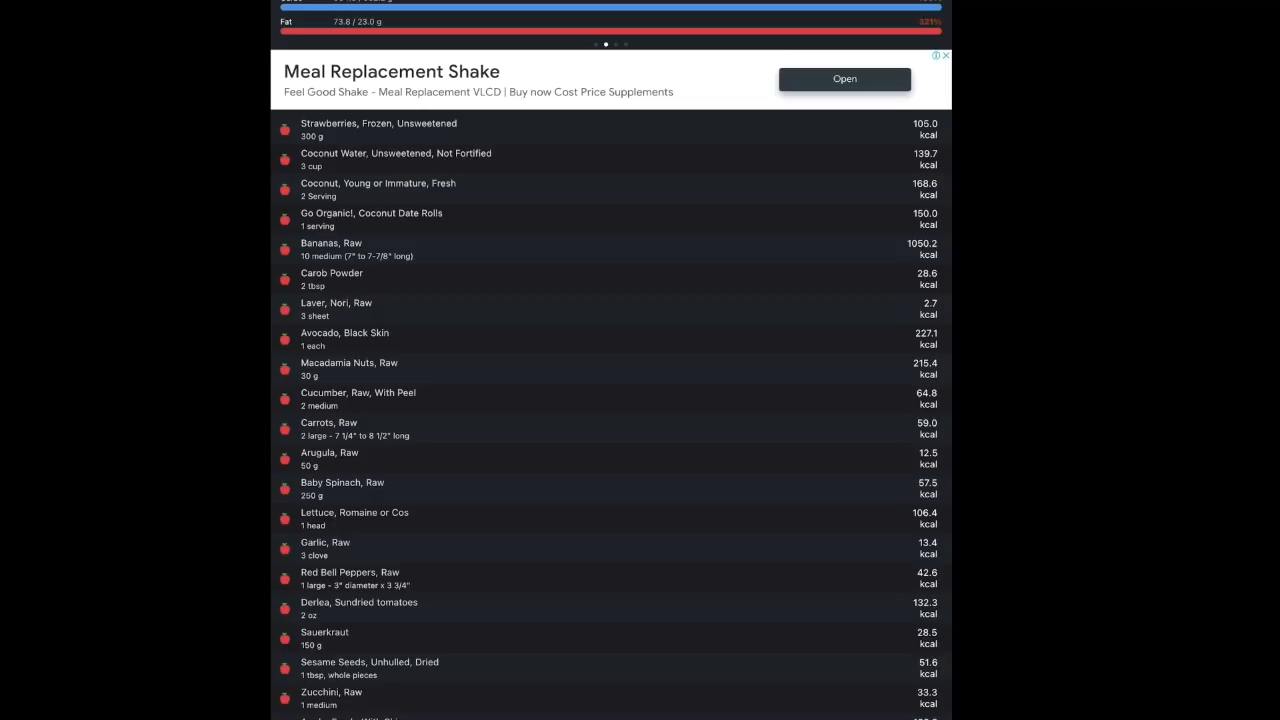 Fat 73.8 / 23.0 g 321%
Meal Replacement Shake
Feel Good Shake - Meal Replacement VLCD | Buy now Cost Price Supplements
Open
Strawberries, Frozen, Unsweetened 105.0
300 g kcal
Coconut Water, Unsweetened, Not Fortified 139.7
3 cup kcal
Coconut, Young or Immature, Fresh 168.6
2 Serving kcal
Go Organic!, Coconut Date Rolls 150.0
1 serving kcal
Bananas, Raw 1050.2
10 medium (7" to 7-7/8" long) kcal
Carob Powder 28.6
2 tbsp kcal
Laver, Nori, Raw 2.7
3 sheet kcal
Avocado, Black Skin 227.1
1 each kcal
Macadamia Nuts, Raw 215.4
30 g kcal
Cucumber, Raw, With Peel 64.8
2 medium kcal
Carrots, Raw 59.0
2 large - 7 1/4" to 8 1/2" long kcal
Arugula, Raw 12.5
50 g kcal
Baby Spinach, Raw 57.5
250 g kcal
Lettuce, Romaine or Cos 106.4
1 head kcal
Garlic, Raw 13.4
3 clove kcal
Red Bell Peppers, Raw 42.6
1 large - 3" diameter x 3 3/4" kcal
Derlea, Sundried tomatoes 132.3
2 oz kcal
Sauerkraut 28.5
150 g kcal
Sesame Seeds, Unhulled, Dried 51.6
1 tbsp, whole pieces kcal
Zucchini, Raw 33.3
1 medium kcal